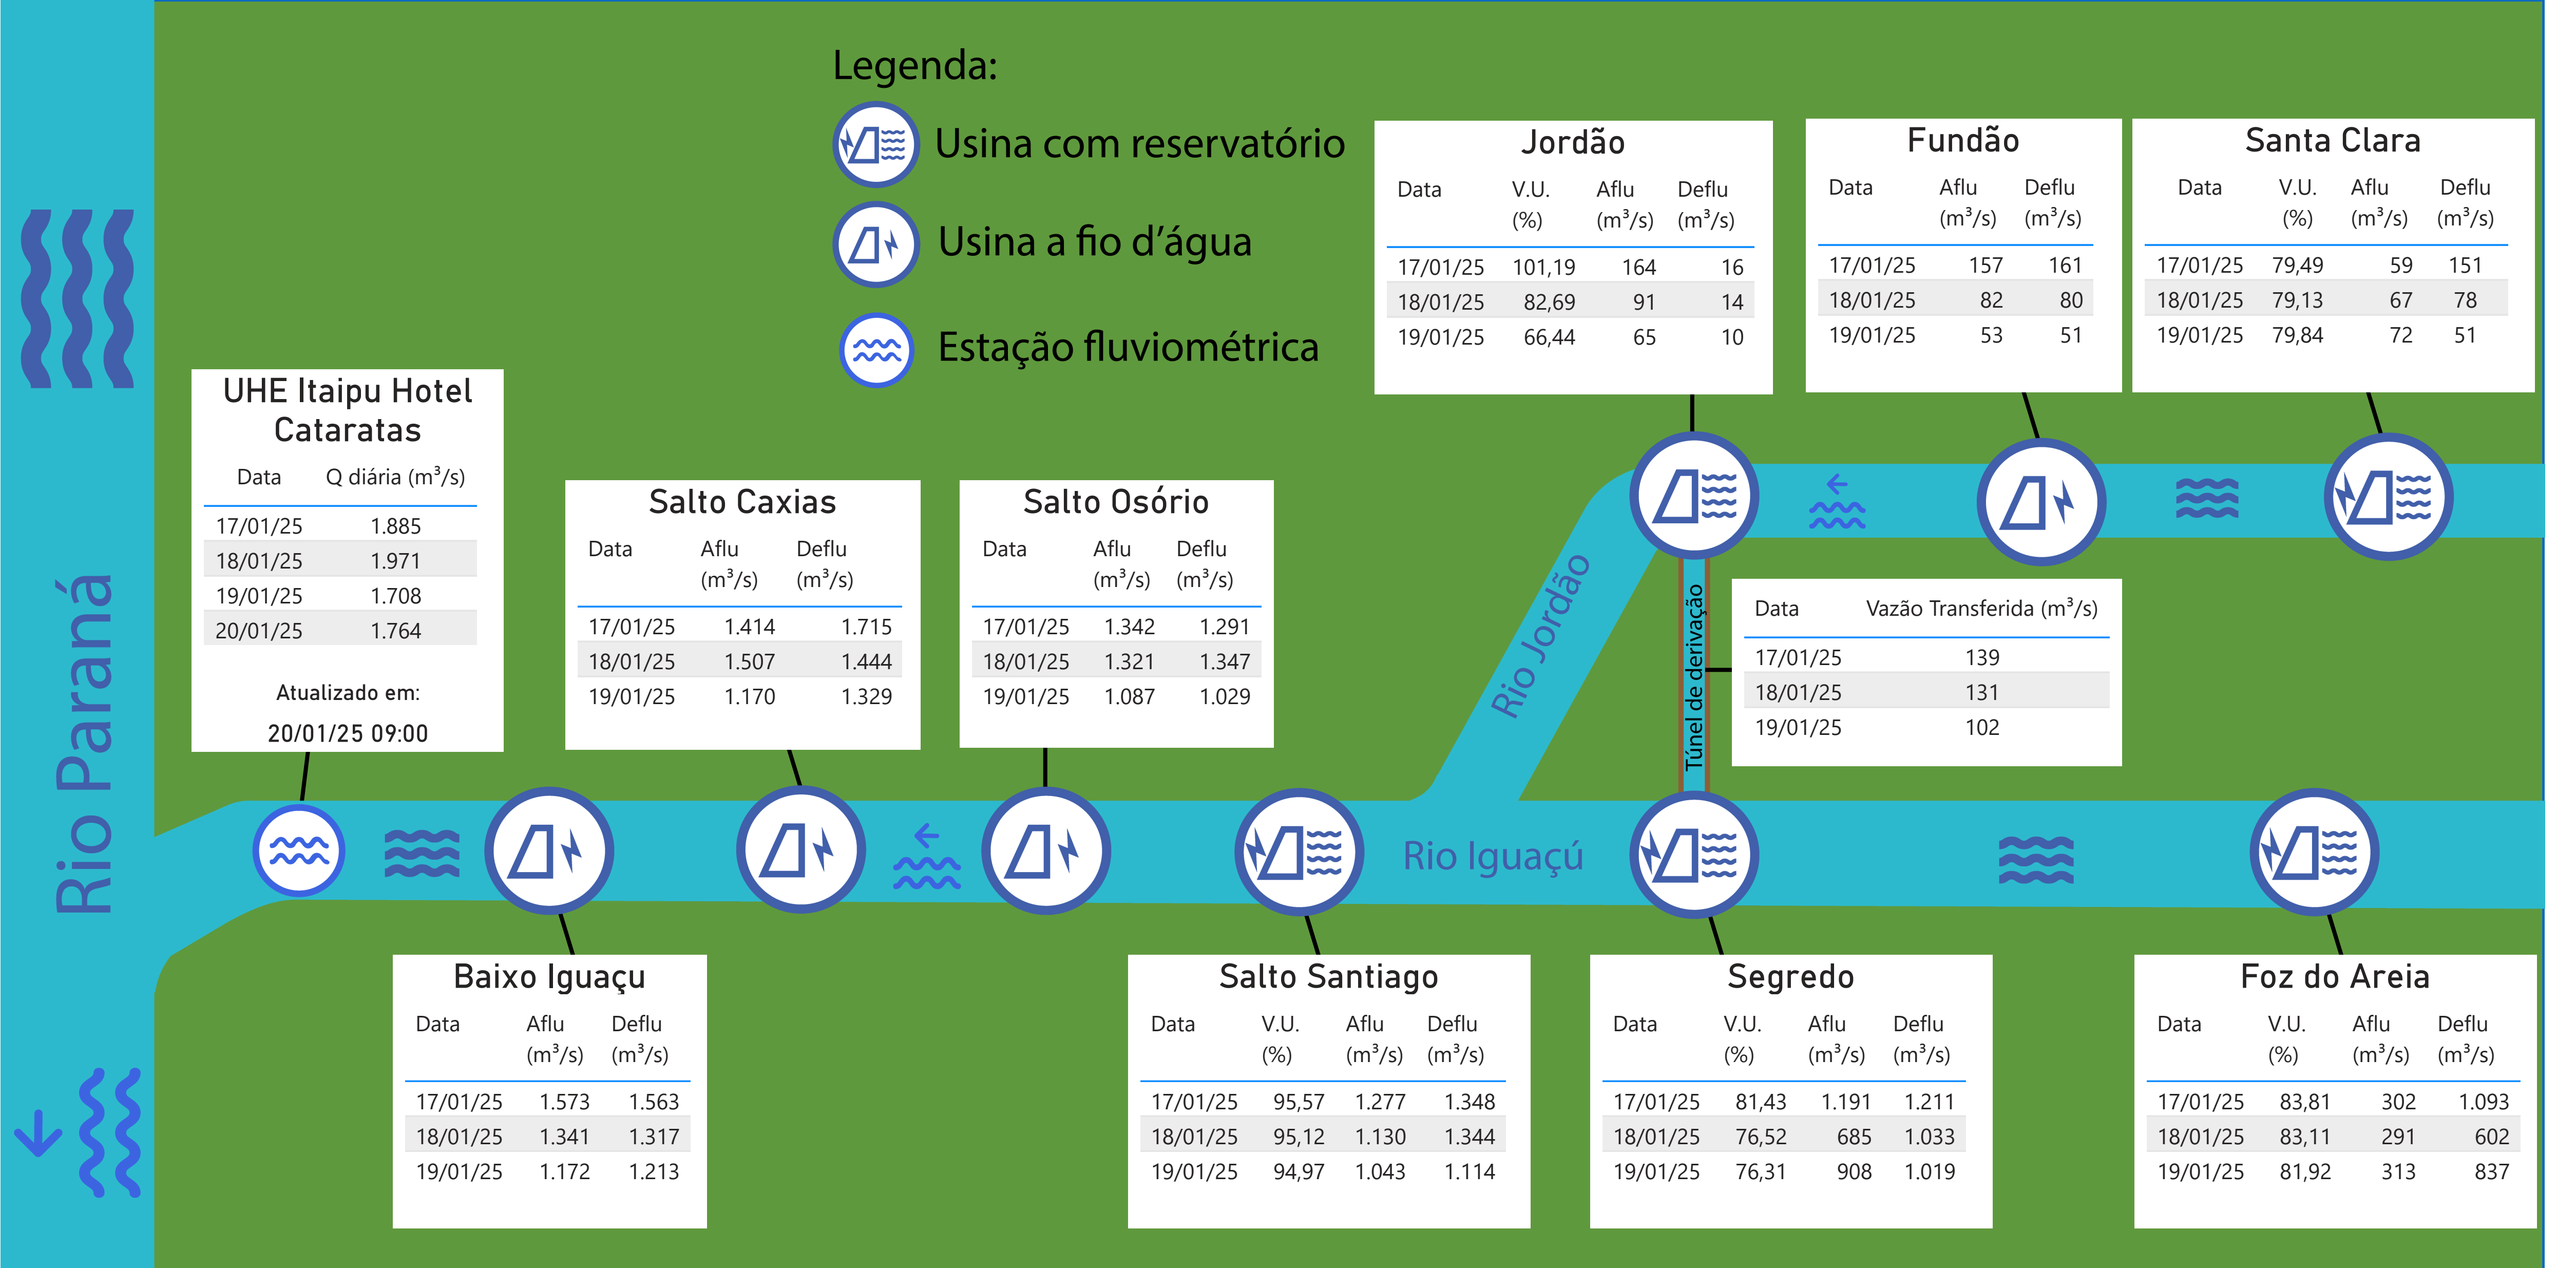 Legenda:
Usina com reservatório
Usina a fio d’água
Estação fluviométrica
Jordão
Data V.U. (%) Aflu (m³/s) Deflu (m³/s)
17/01/25 101,19 164 16
18/01/25 82,69 91 14
19/01/25 66,44 65 10
Fundão
Data Aflu (m³/s) Deflu (m³/s)
17/01/25 157 161
18/01/25 82 80
19/01/25 53 51
Santa Clara
Data V.U. (%) Aflu (m³/s) Deflu (m³/s)
17/01/25 79,49 59 151
18/01/25 79,13 67 78
19/01/25 79,84 72 51
UHE Itaipu Hotel
Cataratas
Data Q diária (m³/s)
17/01/25 1.885
18/01/25 1.971
19/01/25 1.708
20/01/25 1.764
Atualizado em:
20/01/25 09:00
Salto Caxias
Data Aflu (m³/s) Deflu (m³/s)
17/01/25 1.414 1.715
18/01/25 1.507 1.444
19/01/25 1.170 1.329
Salto Osório
Data Aflu (m³/s) Deflu (m³/s)
17/01/25 1.342 1.291
18/01/25 1.321 1.347
19/01/25 1.087 1.029
Rio Jordão
Túnel de derivação
Data Vazão Transferida (m³/s)
17/01/25 139
18/01/25 131
19/01/25 102
Rio Paraná
Rio Iguaçú
Baixo Iguaçu
Data Aflu (m³/s) Deflu (m³/s)
17/01/25 1.573 1.563
18/01/25 1.341 1.317
19/01/25 1.172 1.213
Salto Santiago
Data V.U. (%) Aflu (m³/s) Deflu (m³/s)
17/01/25 95,57 1.277 1.348
18/01/25 95,12 1.130 1.344
19/01/25 94,97 1.043 1.114
Segredo
Data V.U. (%) Aflu (m³/s) Deflu (m³/s)
17/01/25 81,43 1.191 1.211
18/01/25 76,52 685 1.033
19/01/25 76,31 908 1.019
Foz do Areia
Data V.U. (%) Aflu (m³/s) Deflu (m³/s)
17/01/25 83,81 302 1.093
18/01/25 83,11 291 602
19/01/25 81,92 313 837